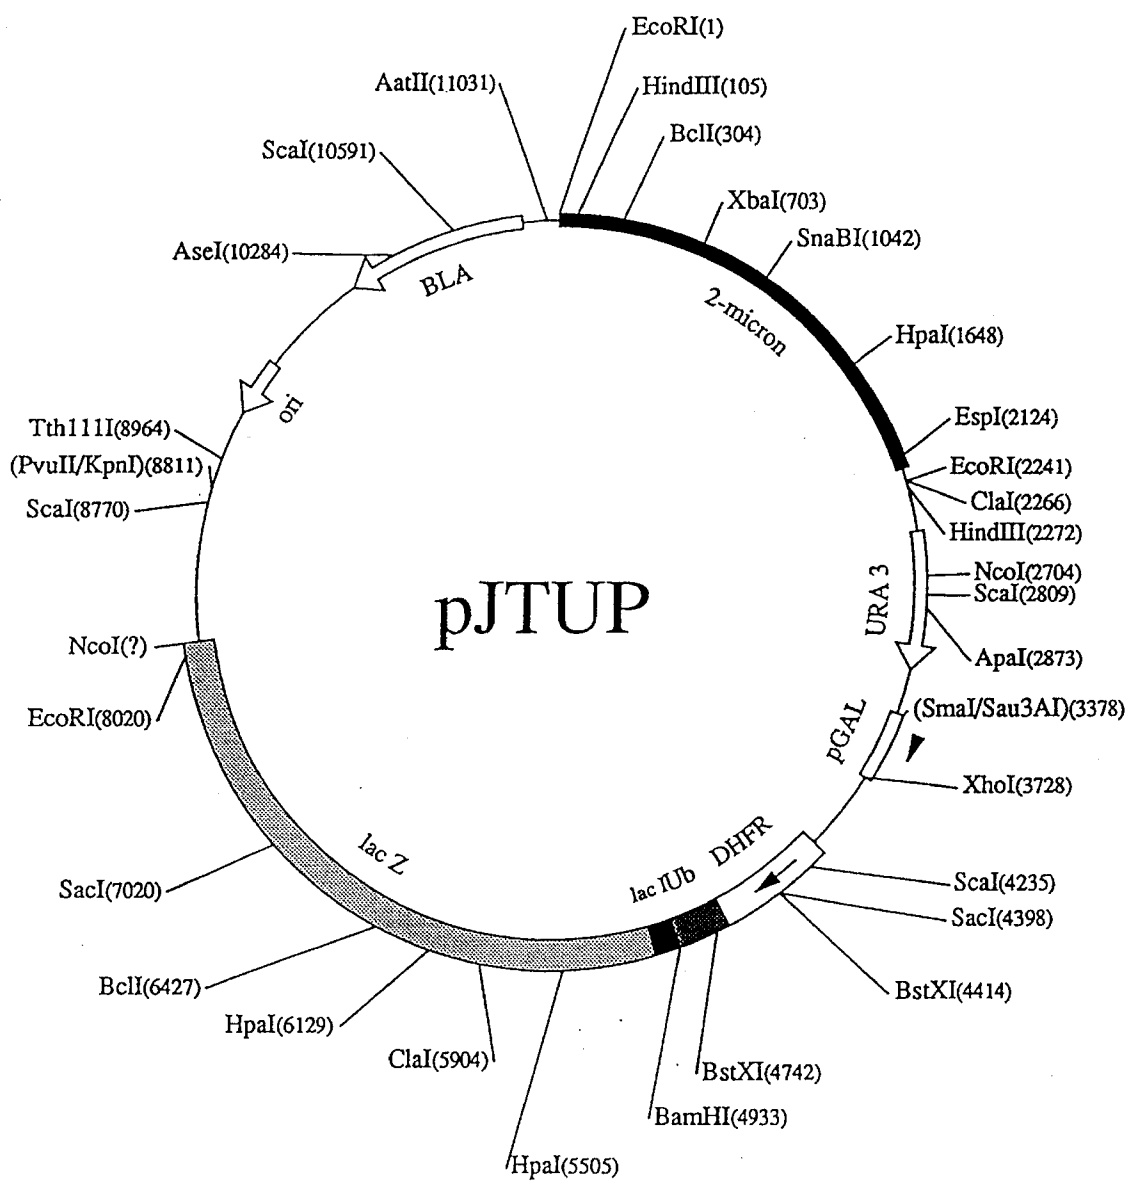 EcoRI(1)
AatII(11031)
HindIII(105)
BclI(304)
ScaI(10591)
XbaI(703)
SnaBI(1042)
AseI(10284)
BLA
2-micron
HpaI(1648)
ori
EspI(2124)
Tth111I(8964)
(PvuII/KpnI)(8811)
EcoRI(2241)
ScaI(8770)
ClaI(2266)
HindIII(2272)
URA 3
NcoI(2704)
ScaI(2809)
pJTUP
NcoI(?)
ApaI(2873)
EcoRI(8020)
(SmaI/Sau3AI)(3378)
pGAL
XhoI(3728)
lac Z
DHFR
lac IUb
SacI(7020)
ScaI(4235)
SacI(4398)
BclI(6427)
BstXI(4414)
HpaI(6129)
ClaI(5904)
BstXI(4742)
BamHI(4933)
HpaI(5505)